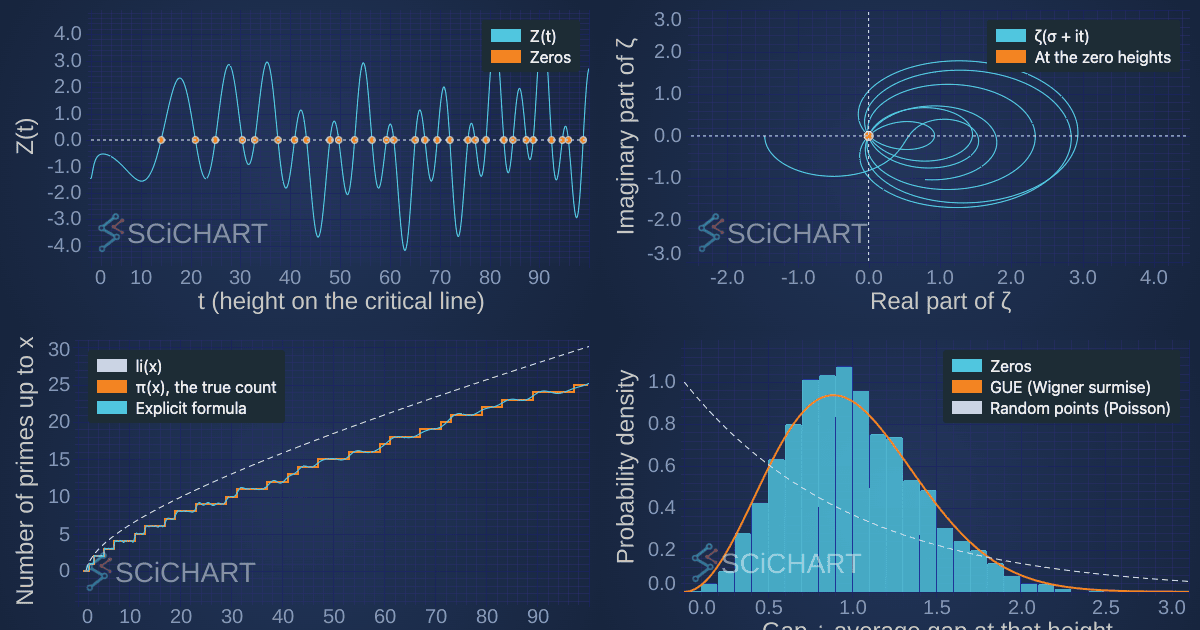 4.0
3.0
2.0
1.0
0.0
-1.0
-2.0
-3.0
-4.0
Z(t)
Z(t)
Zeros
SCiCHART
0 10 20 30 40 50 60 70 80 90
t (height on the critical line)
3.0
2.0
1.0
0.0
-1.0
-2.0
-3.0
Imaginary part of ζ
ζ(σ + it)
At the zero heights
SCiCHART
-2.0 -1.0 0.0 1.0 2.0 3.0 4.0
Real part of ζ
30
25
20
15
10
5
0
Number of primes up to x
li(x)
π(x), the true count
Explicit formula
SCiCHART
0 10 20 30 40 50 60 70 80 90
1.0
0.8
0.6
0.4
0.2
0.0
Probability density
Zeros
GUE (Wigner surmise)
Random points (Poisson)
SCiCHART
0.0 0.5 1.0 1.5 2.0 2.5 3.0
Gap ÷ average gap at that height